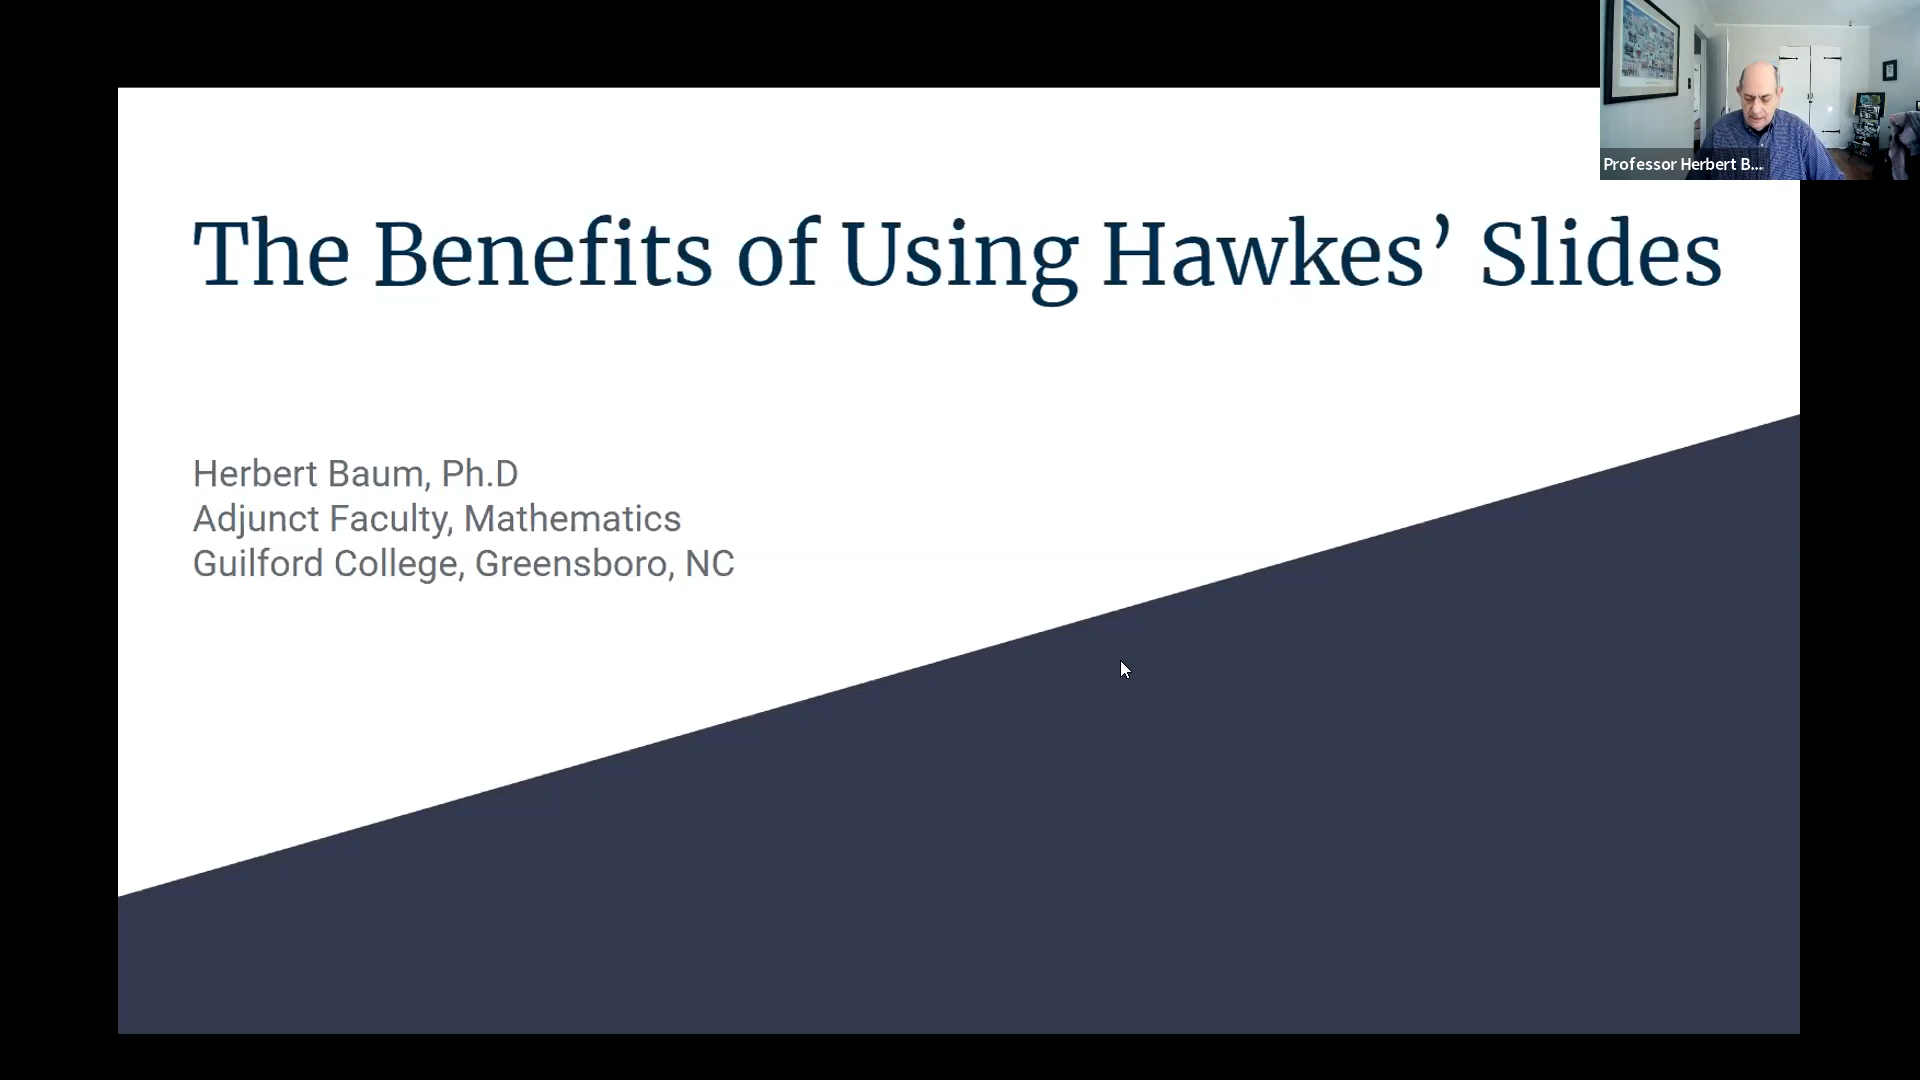 The Benefits of Using Hawkes’ Slides
Herbert Baum, Ph.D
Adjunct Faculty, Mathematics
Guilford College, Greensboro, NC
Professor Herbert B...